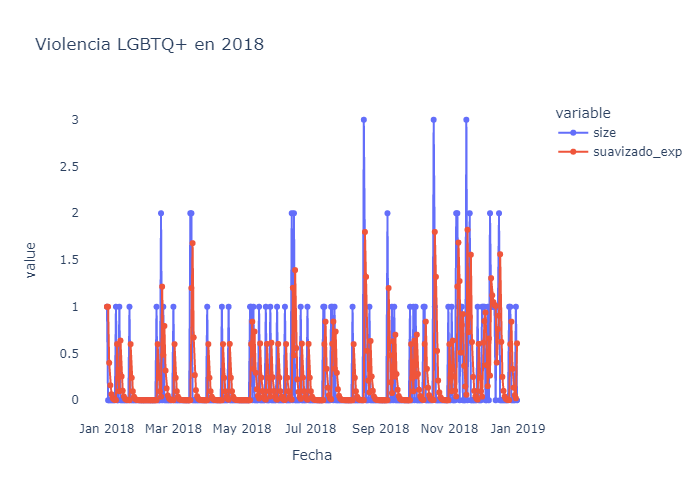 Violencia LGBTQ+ en 2018
variable
size
suavizado_exp
value
3
2.5
2
1.5
1
0.5
0
Jan 2018 Mar 2018 May 2018 Jul 2018 Sep 2018 Nov 2018 Jan 2019
Fecha